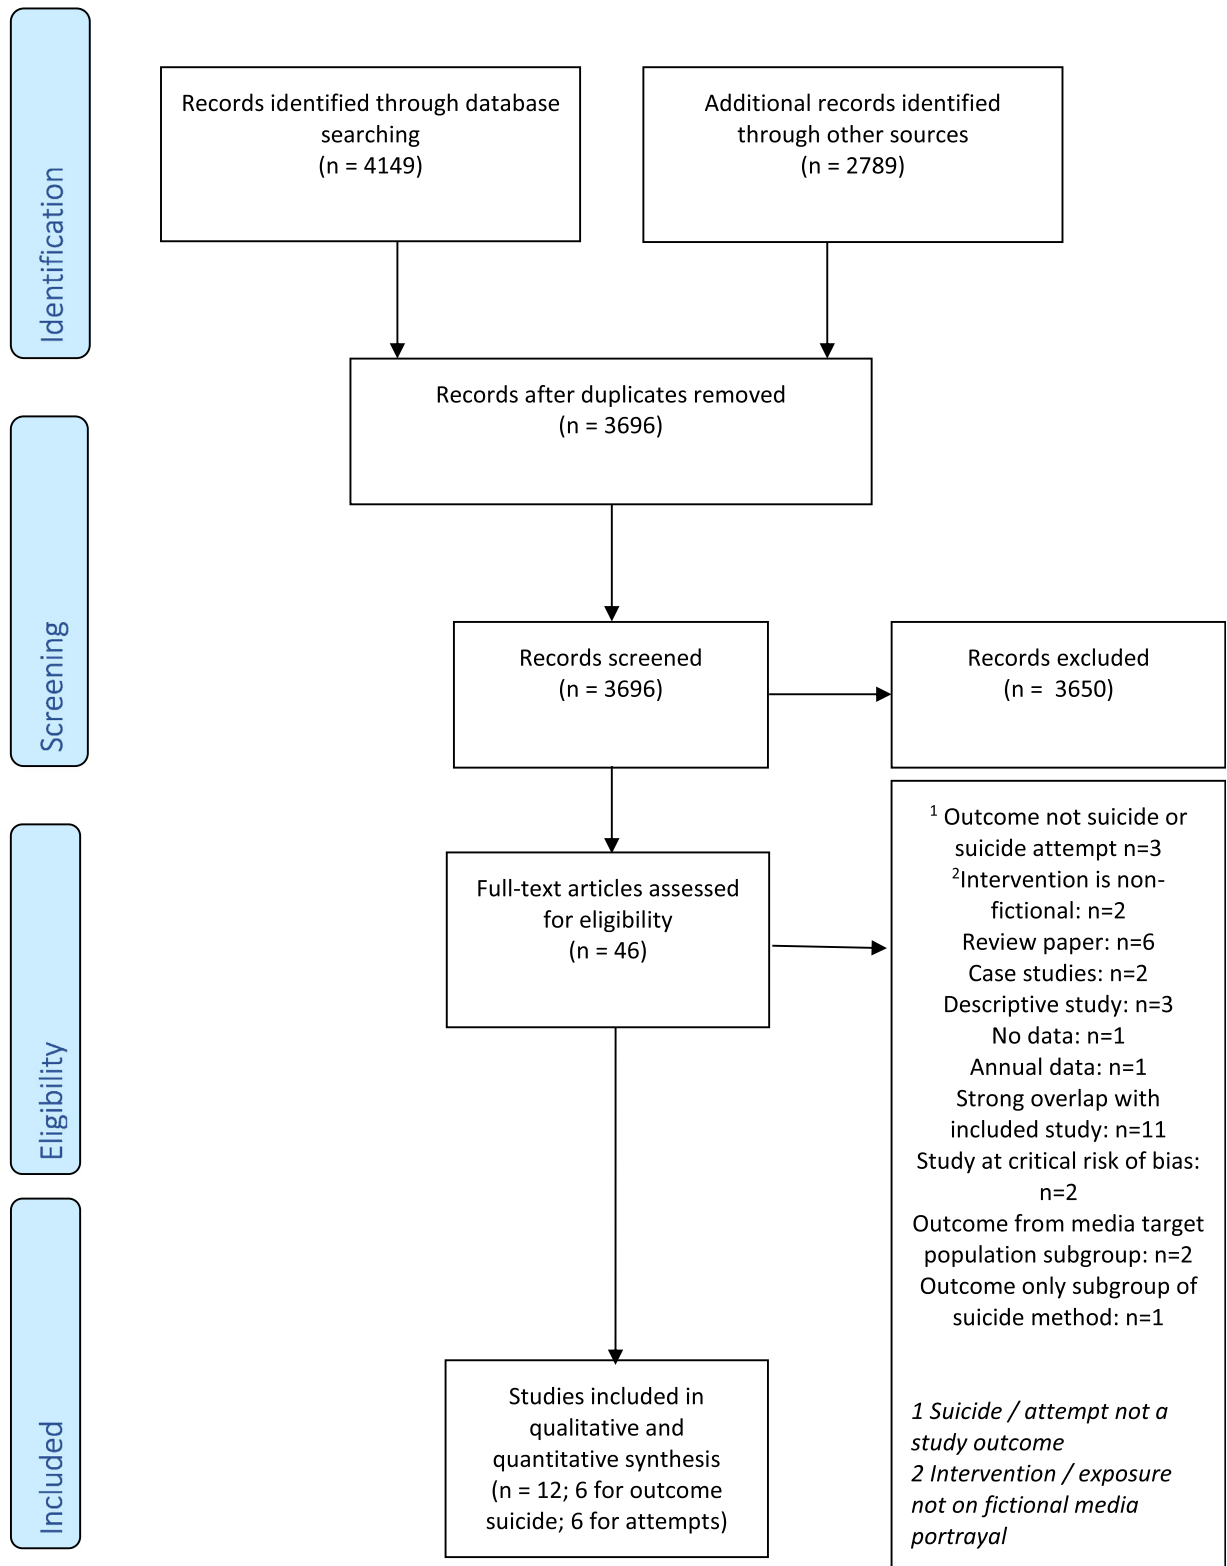 Identification
Records identified through database
searching
(n = 4149)
Additional records identified
through other sources
(n = 2789)
Records after duplicates removed
(n = 3696)
Screening
Records screened
(n = 3696)
Records excluded
(n =  3650)
Eligibility
Full-text articles assessed
for eligibility
(n = 46)
1 Outcome not suicide or
suicide attempt n=3
2Intervention is non-
fictional: n=2
Review paper: n=6
Case studies: n=2
Descriptive study: n=3
No data: n=1
Annual data: n=1
Strong overlap with
included study: n=11
Study at critical risk of bias:
n=2
Outcome from media target
population subgroup: n=2
Outcome only subgroup of
suicide method: n=1
1 Suicide / attempt not a
study outcome
2 Intervention / exposure
not on fictional media
portrayal
Included
Studies included in
qualitative and
quantitative synthesis
(n = 12; 6 for outcome
suicide; 6 for attempts)